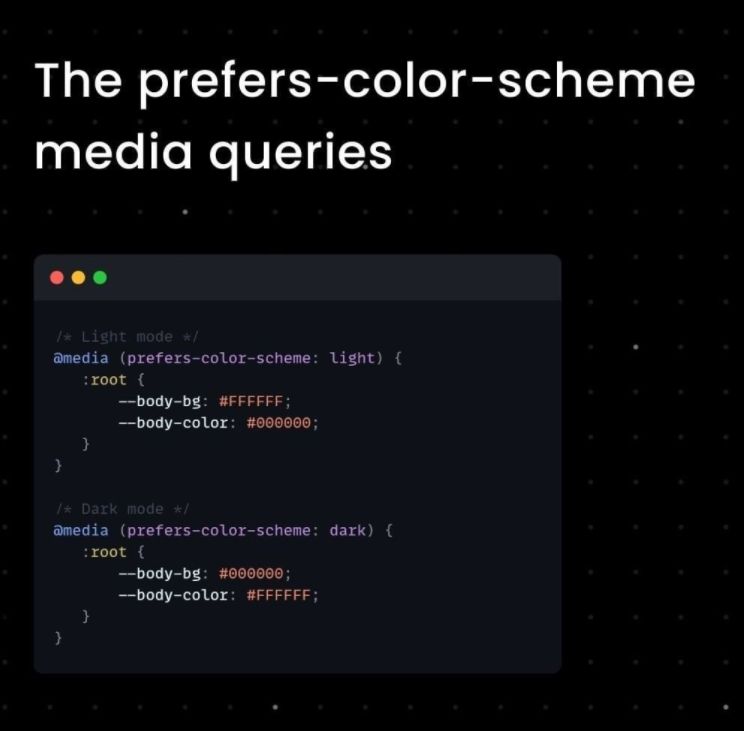 The prefers-color-scheme
media queries
/* Light mode */
@media (prefers-color-scheme: light) {
:root {
--body-bg: #FFFFFF;
--body-color: #000000;
}
}
/* Dark mode */
@media (prefers-color-scheme: dark) {
:root {
--body-bg: #000000;
--body-color: #FFFFFF;
}
}